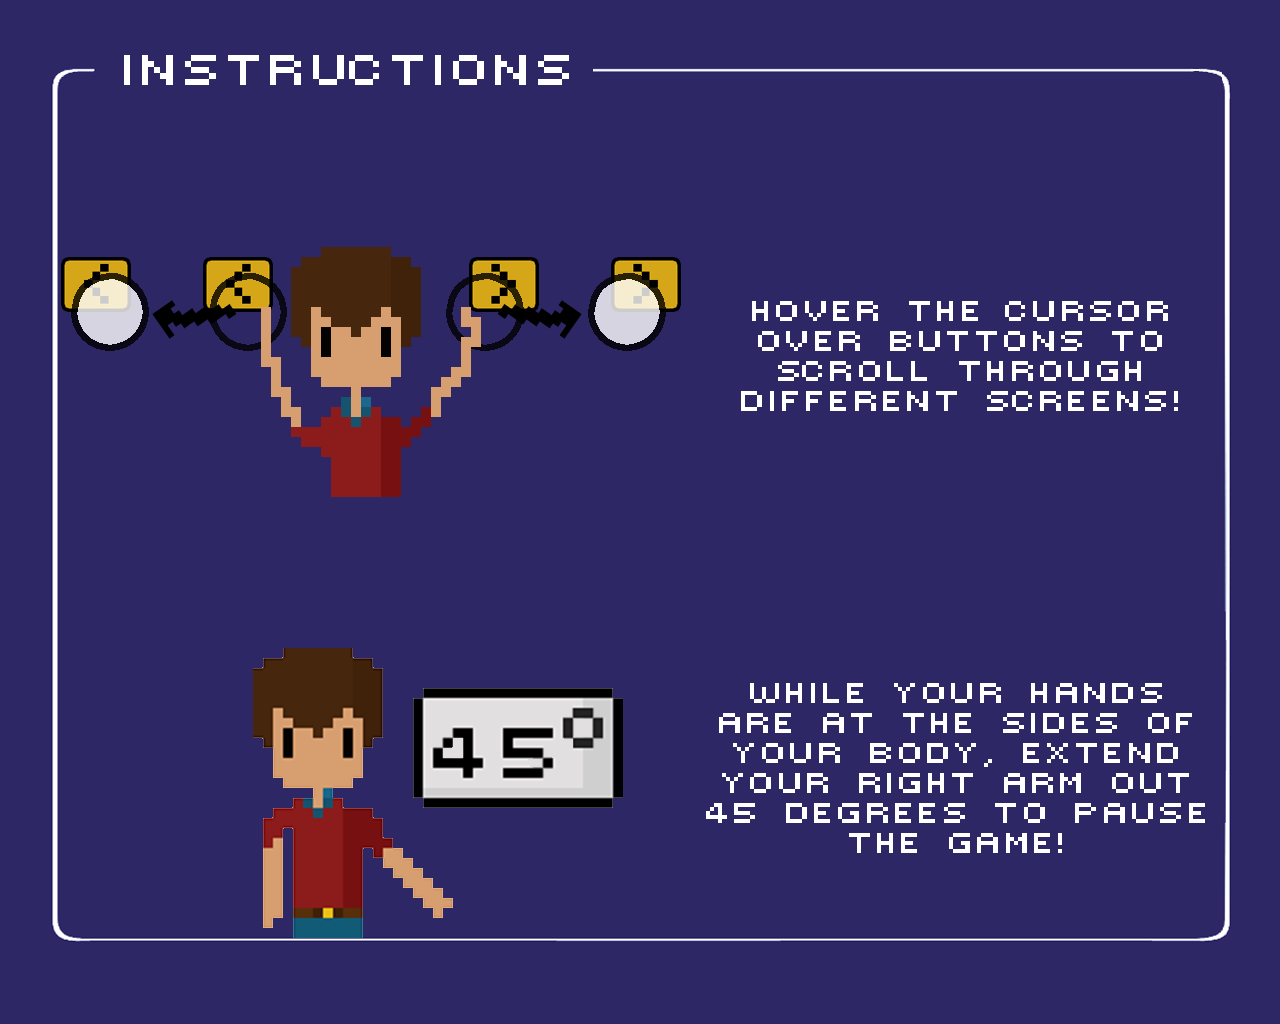 INSTRUCTIONS
HOVER THE CURSOR
OVER BUTTONS TO
SCROLL THROUGH
DIFFERENT SCREENS!
45°
WHILE YOUR HANDS
ARE AT THE SIDES OF
YOUR BODY, EXTEND
YOUR RIGHT ARM OUT
45 DEGREES TO PAUSE
THE GAME!